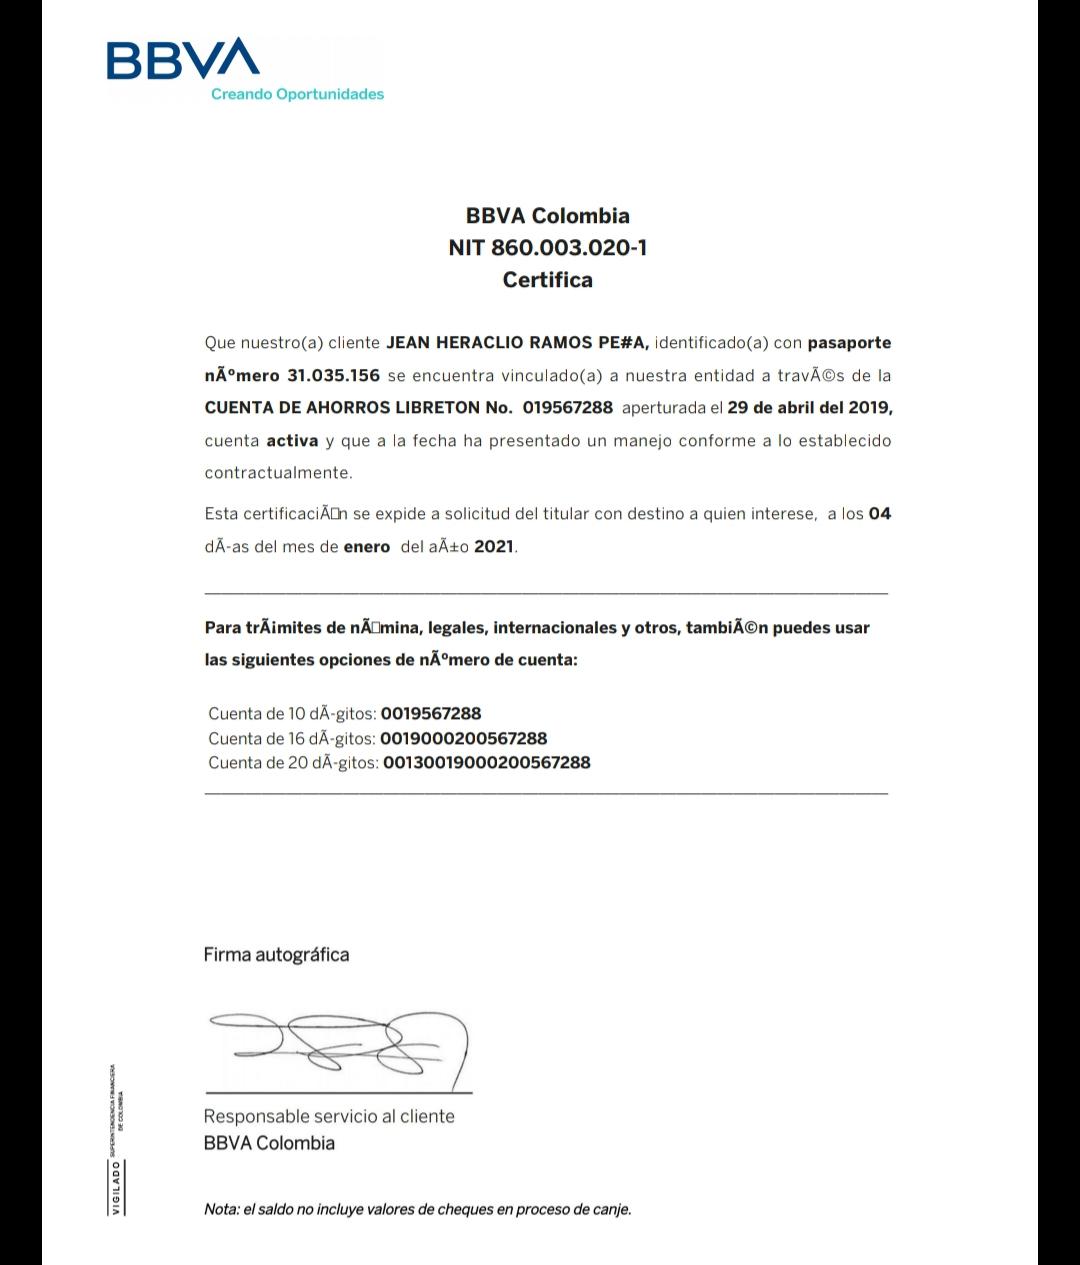 BBVA
Creando Oportunidades
BBVA Colombia
NIT 860.003.020-1
Certifica
Que nuestro(a) cliente JEAN HERACLIO RAMOS PE#A, identificado(a) con pasaporte
nÃºmero 31.035.156 se encuentra vinculado(a) a nuestra entidad a travÃ©s de la
CUENTA DE AHORROS LIBRETON No. 019567288 aperturada el 29 de abril del 2019,
cuenta activa y que a la fecha ha presentado un manejo conforme a lo establecido
contractualmente.
Esta certificaciÃ□n se expide a solicitud del titular con destino a quien interese, a los 04
dÃ-as del mes de enero del aÃ±o 2021.
Para trÃ¡mites de nÃ□mina, legales, internacionales y otros, tambiÃ©n puedes usar
las siguientes opciones de nÃºmero de cuenta:
Cuenta de 10 dÃ-gitos: 0019567288
Cuenta de 16 dÃ-gitos: 0019000200567288
Cuenta de 20 dÃ-gitos: 00130019000200567288
Firma autográfica
Responsable servicio al cliente
BBVA Colombia
Nota: el saldo no incluye valores de cheques en proceso de canje.
VIGILADO
SUPERINTENDENCIA FINANCIERA
DE COLOMBIA